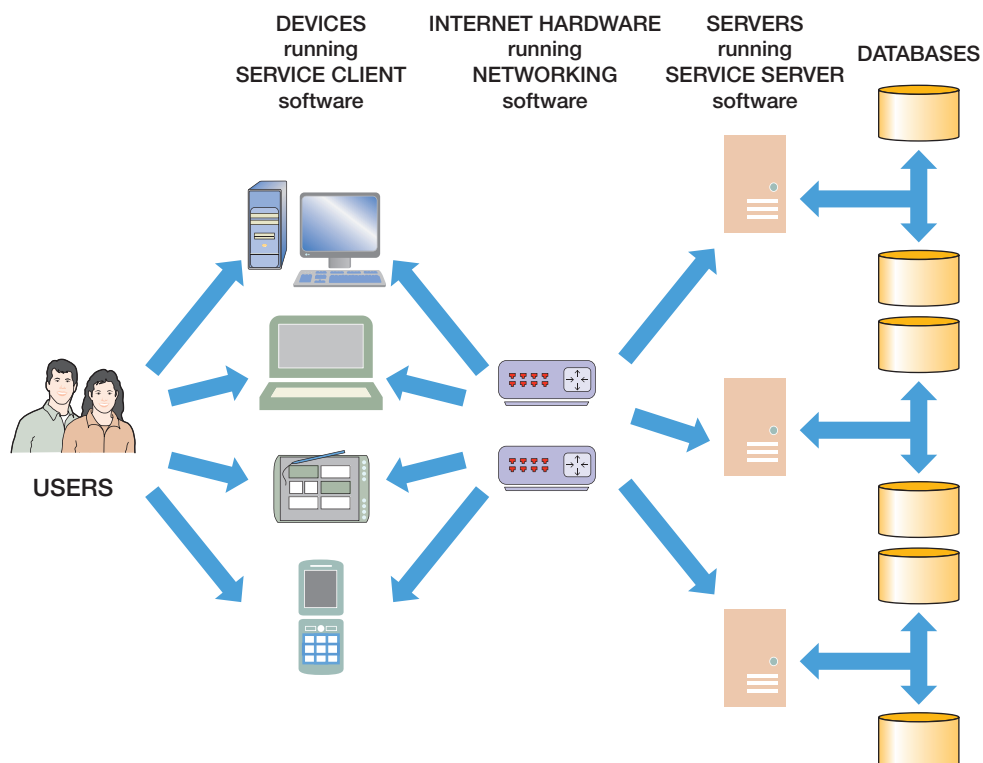 DEVICES
running
SERVICE CLIENT
software
INTERNET HARDWARE
running
NETWORKING
software
SERVERS
running
SERVICE SERVER
software
DATABASES
USERS